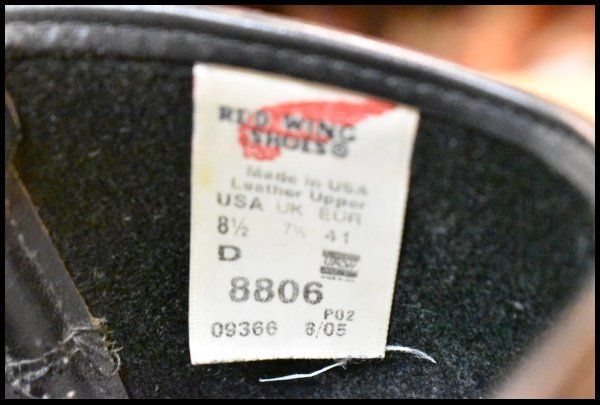 RED WING
SHOES®
Made in USA
Leather Upper
USA UK EUR
8½ 7½ 41
D
8806
P02
09366 8/05